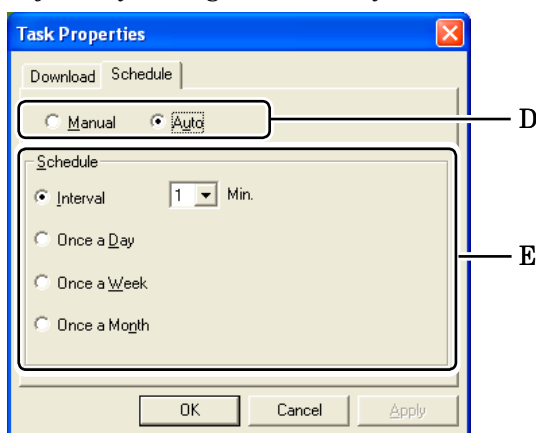 Task Properties
Download Schedule
Manual Auto
D
Schedule
Interval 1 Min.
Once a Day
E
Once a Week
Once a Month
OK Cancel Apply